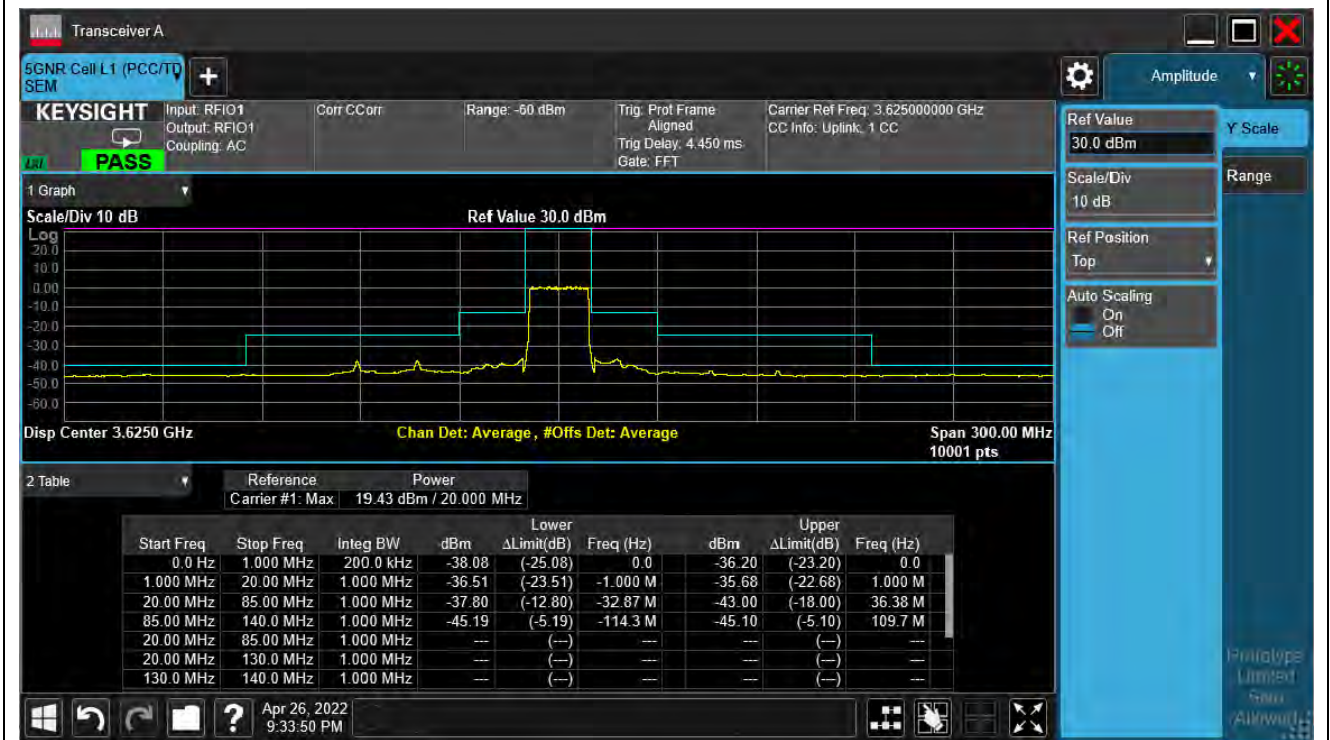 Transceiver A
5GNR Cell L1 (PCC/TD
SEM
+
Amplitude
KEYSIGHT
PASS
Input: RFIO1
Output: RFIO1
Coupling: AC
Corr CCorr
Range: -60 dBm
Trig: Prot Frame
Aligned
Trig Delay: 4.450 ms
Gate: FFT
Carrier Ref Freq: 3.625000000 GHz
CC Info: Uplink, 1 CC
Ref Value
30.0 dBm
Y Scale
Scale/Div
10 dB
Range
Ref Position
Top
Auto Scaling
On
Off
1 Graph
Scale/Div 10 dB
Ref Value 30.0 dBm
Log
20.0
10.0
0.00
-10.0
-20.0
-30.0
-40.0
-50.0
-60.0
Disp Center 3.6250 GHz
Chan Det: Average , #Offs Det: Average
Span 300.00 MHz
10001 pts
2 Table
Reference Power
Carrier #1: Max 19.43 dBm / 20.000 MHz
Lower Upper
Start Freq Stop Freq Integ BW dBm ΔLimit(dB) Freq (Hz) dBm ΔLimit(dB) Freq (Hz)
0.0 Hz 1.000 MHz 200.0 kHz -38.08 (-25.08) 0.0 -36.20 (-23.20) 0.0
1.000 MHz 20.00 MHz 1.000 MHz -36.51 (-23.51) -1.000 M -35.68 (-22.68) 1.000 M
20.00 MHz 85.00 MHz 1.000 MHz -37.80 (-12.80) -32.87 M -43.00 (-18.00) 36.38 M
85.00 MHz 140.0 MHz 1.000 MHz -45.19 (-5.19) -114.3 M -45.10 (-5.10) 109.7 M
20.00 MHz 85.00 MHz 1.000 MHz --- (---) --- --- (---) ---
20.00 MHz 130.0 MHz 1.000 MHz --- (---) --- --- (---) ---
130.0 MHz 140.0 MHz 1.000 MHz --- (---) --- --- (---) ---
Prototype
Limited
?
Apr 26, 2022
9:33:50 PM